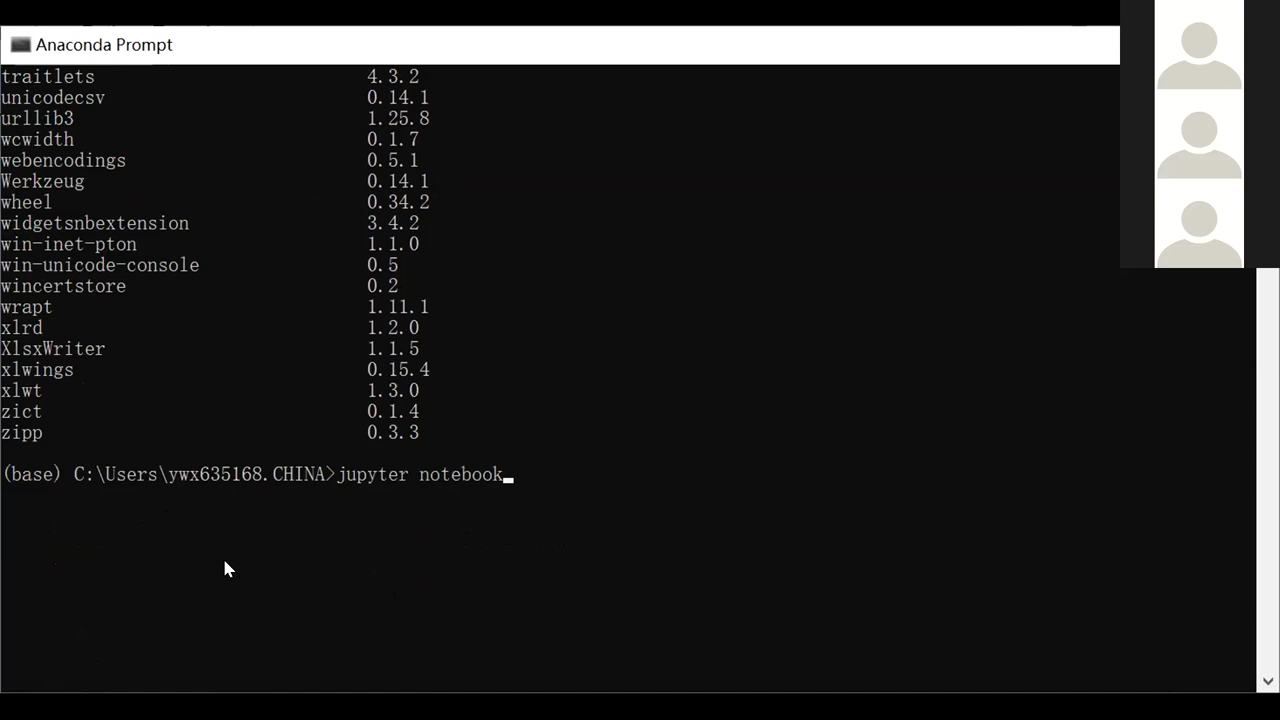 Anaconda Prompt
traitlets 4.3.2
unicodecsv 0.14.1
urllib3 1.25.8
wcwidth 0.1.7
webencodings 0.5.1
Werkzeug 0.14.1
wheel 0.34.2
widgetsnbextension 3.4.2
win-inet-pton 1.1.0
win-unicode-console 0.5
wincertstore 0.2
wrapt 1.11.1
xlrd 1.2.0
XlsxWriter 1.1.5
xlwings 0.15.4
xlwt 1.3.0
zict 0.1.4
zipp 0.3.3
(base) C:\Users\ywx635168.CHINA>jupyter notebook